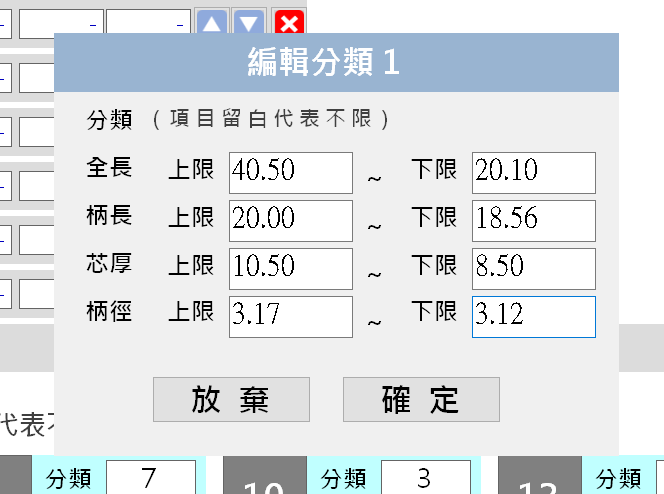 編輯分類 1
分類 (項目留白代表不限)
全長 上限 40.50 ~ 下限 20.10
柄長 上限 20.00 ~ 下限 18.56
芯厚 上限 10.50 ~ 下限 8.50
柄徑 上限 3.17 ~ 下限 3.12
放棄 確定
代表
分類 7 10 分類 3 13 分類